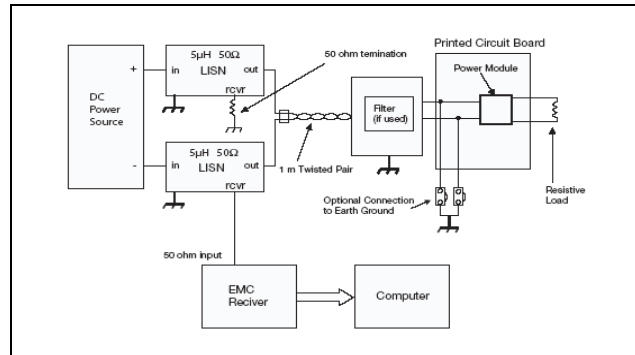 Printed Circuit Board
5µH 50Ω
LISN
in
out
rcvr
50 ohm temination
Power Module
+
DC
Power
Source
-
Filter
(if used)
5µH 50Ω
LISN
in
out
rcvr
1 m Twisted Pair
Optional Connection
to Earth Ground
Resistive
Load
50 ohm input
EMC
Reciver
Computer